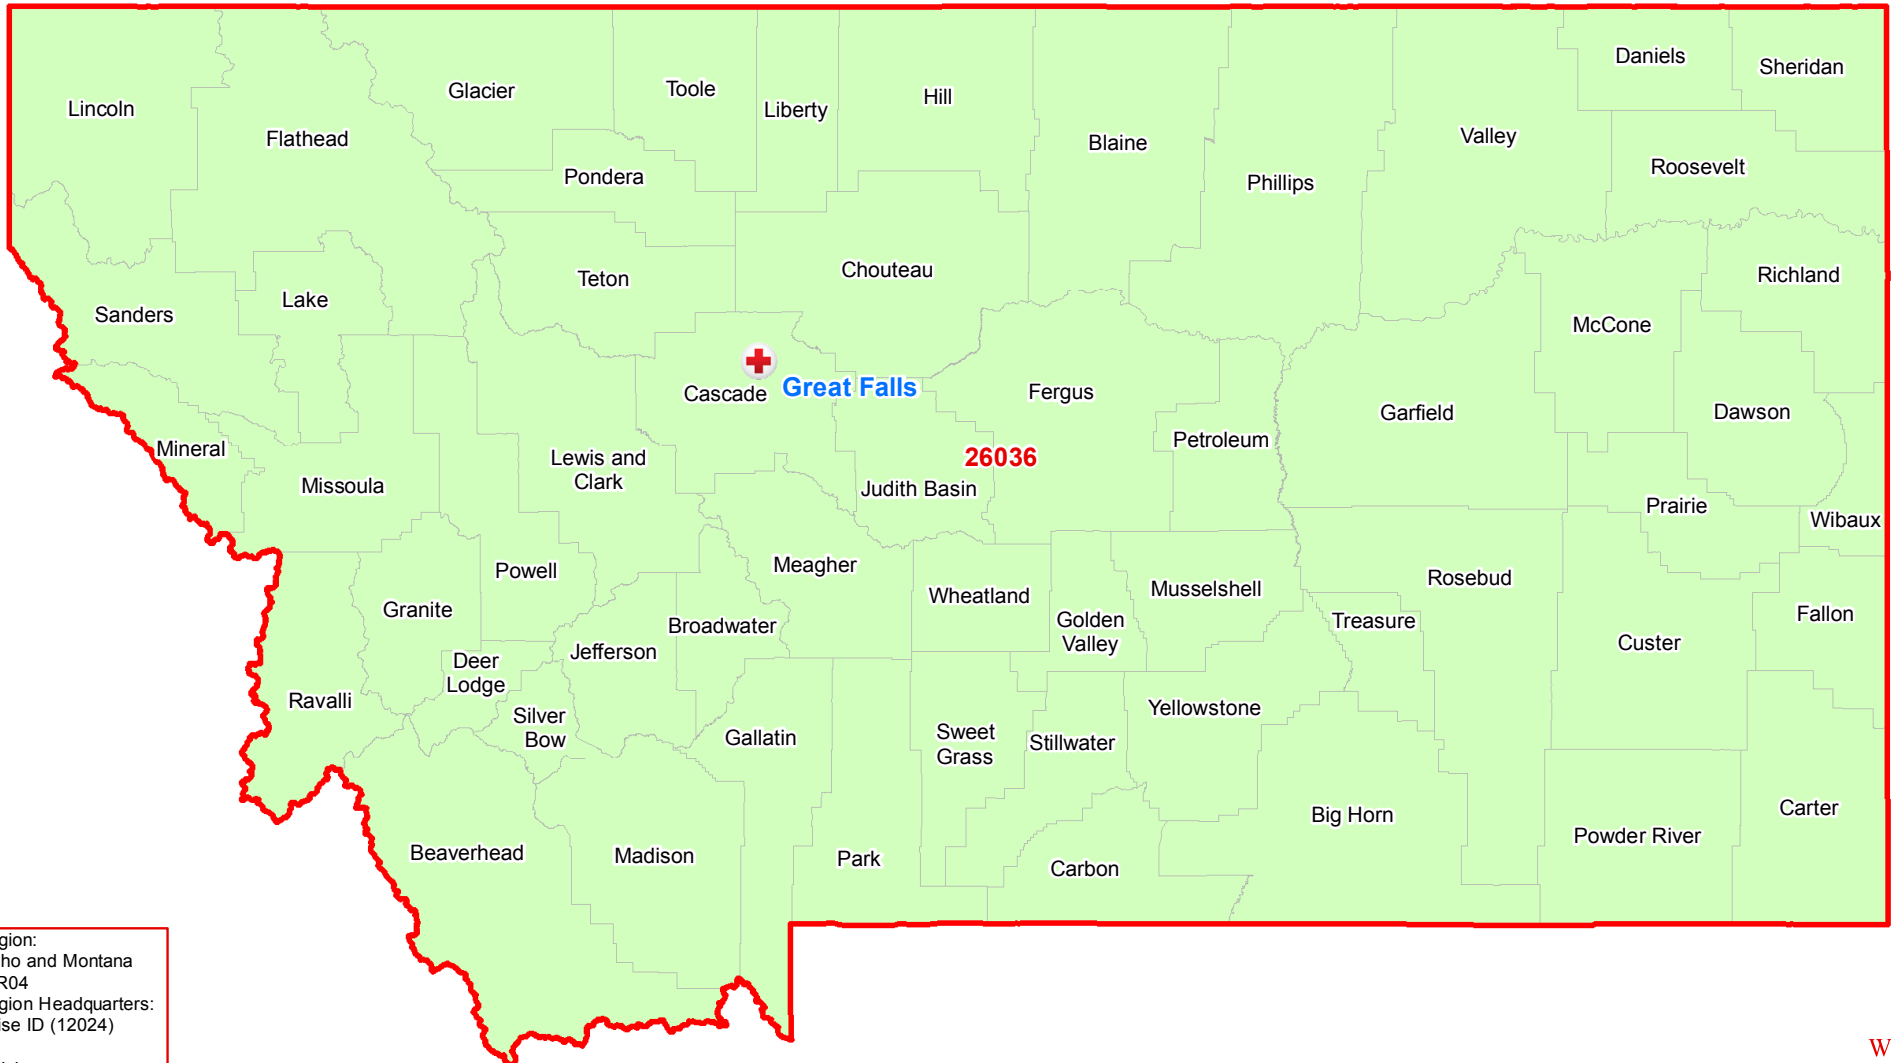 Daniels
Sheridan
Glacier
Toole
Hill
Lincoln
Liberty
Flathead
Blaine
Valley
Roosevelt
Pondera
Phillips
Teton
Chouteau
Richland
Lake
Sanders
McCone
Cascade
Great Falls
Fergus
Garfield
Dawson
Petroleum
Mineral
26036
Lewis and
Clark
Missoula
Judith Basin
Prairie
Wibaux
Powell
Meagher
Rosebud
Musselshell
Wheatland
Granite
Broadwater
Golden
Valley
Treasure
Fallon
Jefferson
Custer
Deer
Lodge
Ravalli
Silver
Bow
Yellowstone
Gallatin
Sweet
Grass
Stillwater
Big Horn
Carter
Powder River
Beaverhead
Madison
Park
Carbon
gion:
ho and Montana
R04
gion Headquarters:
ise ID (12024)
W